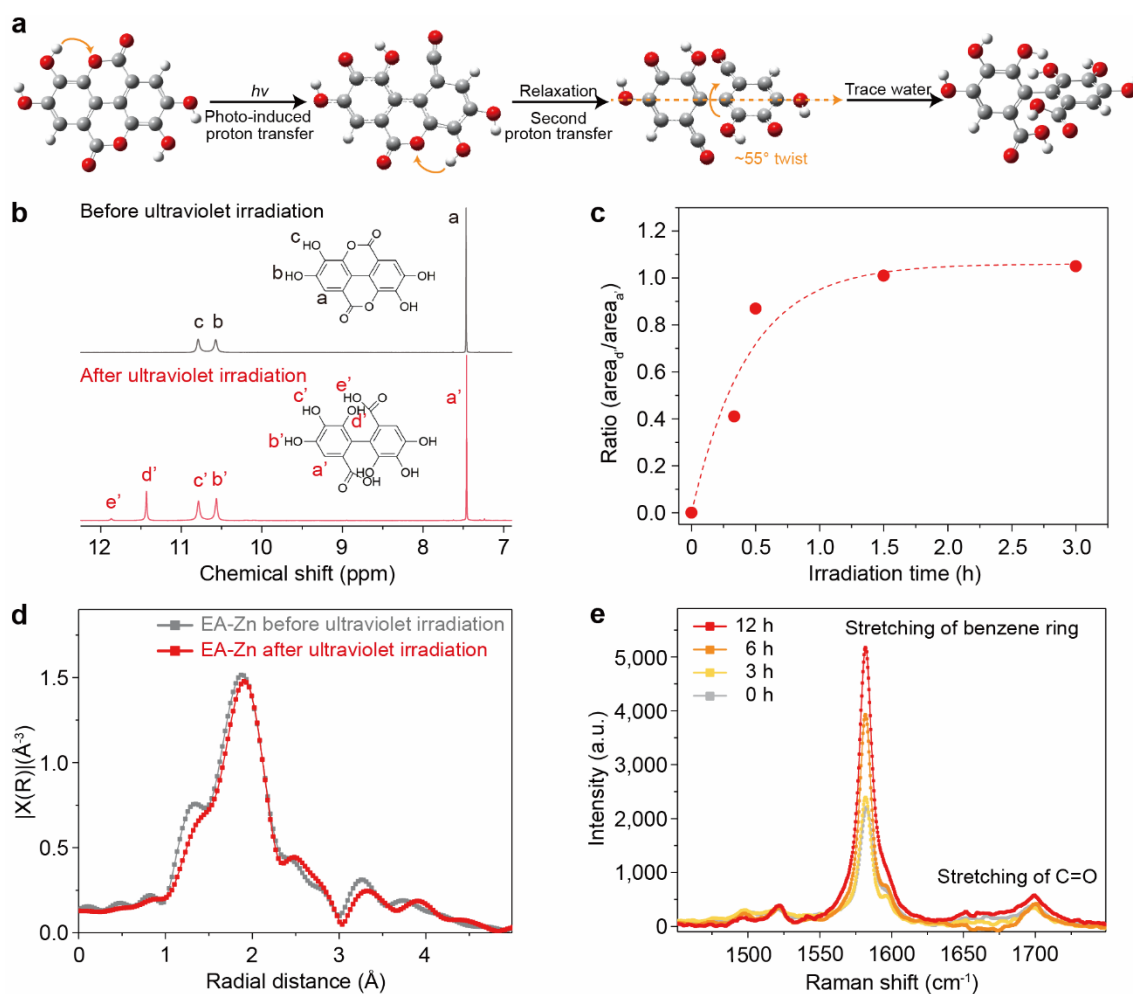 a
hν
Photo-induced
proton transfer
Relaxation
Second
proton transfer
~55° twist
Trace water
b
Before ultraviolet irradiation
a
c
HO
O
O
b
HO
OH
a
OH
O
O
c
b
After ultraviolet irradiation
e'
HO
O
c'
HO
OH
OH
d'
a'
b'
HO
OH
a'
O
OH
OH
OH
e'
d'
c'
b'
12
11
10
9
8
7
Chemical shift (ppm)
c
Ratio (area_d'/area_a')
1.2
1.0
0.8
0.6
0.4
0.2
0.0
0.0
0.5
1.0
1.5
2.0
2.5
3.0
Irradiation time (h)
d
EA-Zn before ultraviolet irradiation
EA-Zn after ultraviolet irradiation
|X(R)|(Å⁻³)
1.5
1.0
0.5
0.0
0
1
2
3
4
Radial distance (Å)
e
12 h
6 h
3 h
0 h
Stretching of benzene ring
Stretching of C=O
Intensity (a.u.)
5,000
4,000
3,000
2,000
1,000
0
1500
1550
1600
1650
1700
Raman shift (cm⁻¹)